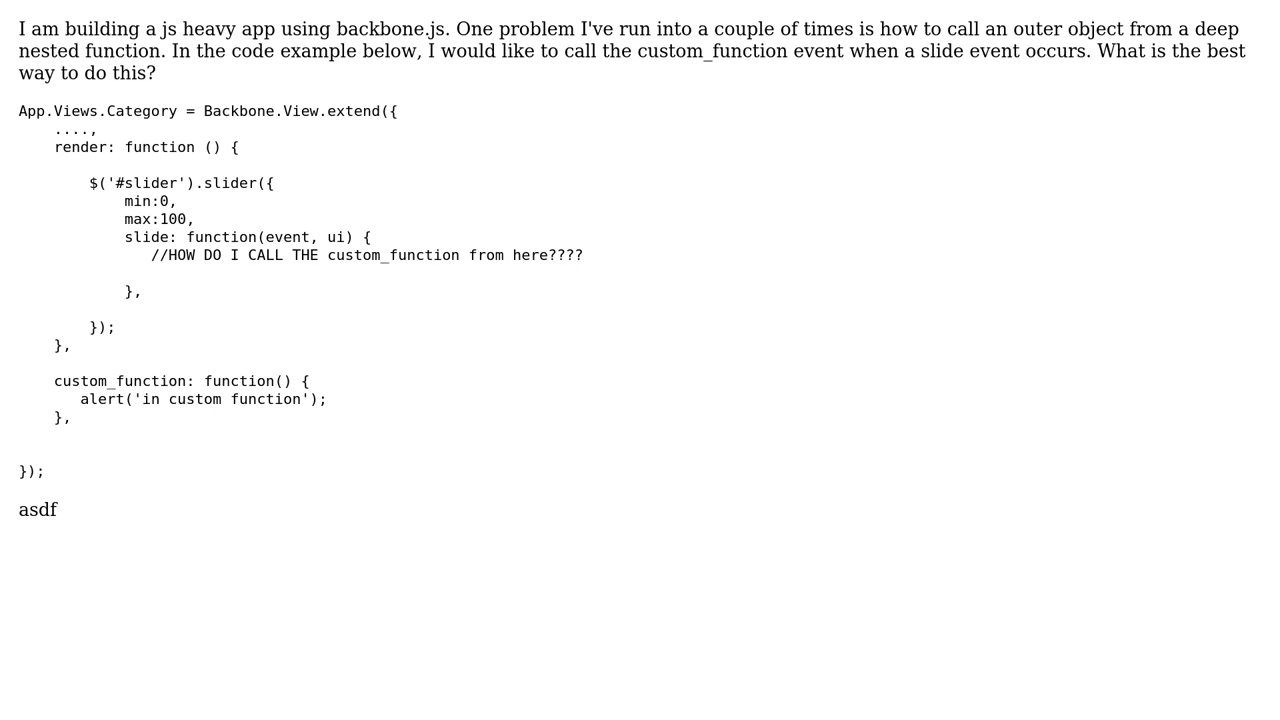 I am building a js heavy app using backbone.js. One problem I've run into a couple of times is how to call an outer object from a deep
nested function. In the code example below, I would like to call the custom_function event when a slide event occurs. What is the best
way to do this?
App.Views.Category = Backbone.View.extend({
    ....,
    render: function () {
        $('#slider').slider({
            min:0,
            max:100,
            slide: function(event, ui) {
               //HOW DO I CALL THE custom_function from here????
            },
        });
    },
    custom_function: function() {
       alert('in custom function');
    },
});
asdf